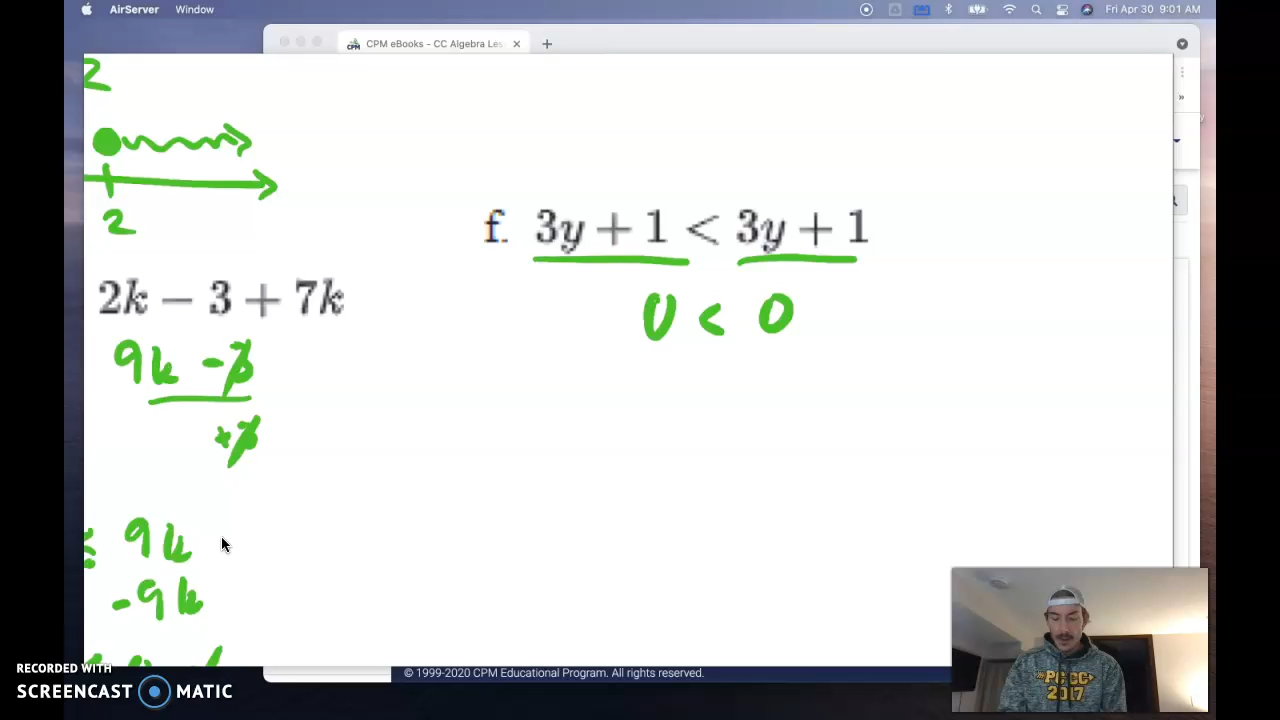 AirServer Window Fri Apr 30 9:01 AM
CPM eBooks - CC Algebra Les
2
2
f. 3y + 1 < 3y + 1
0 < 0
2k − 3 + 7k
9k -3
+3
≤ 9k
-9k
© 1999-2020 CPM Educational Program. All rights reserved.
RECORDED WITH
SCREENCAST MATIC
2017